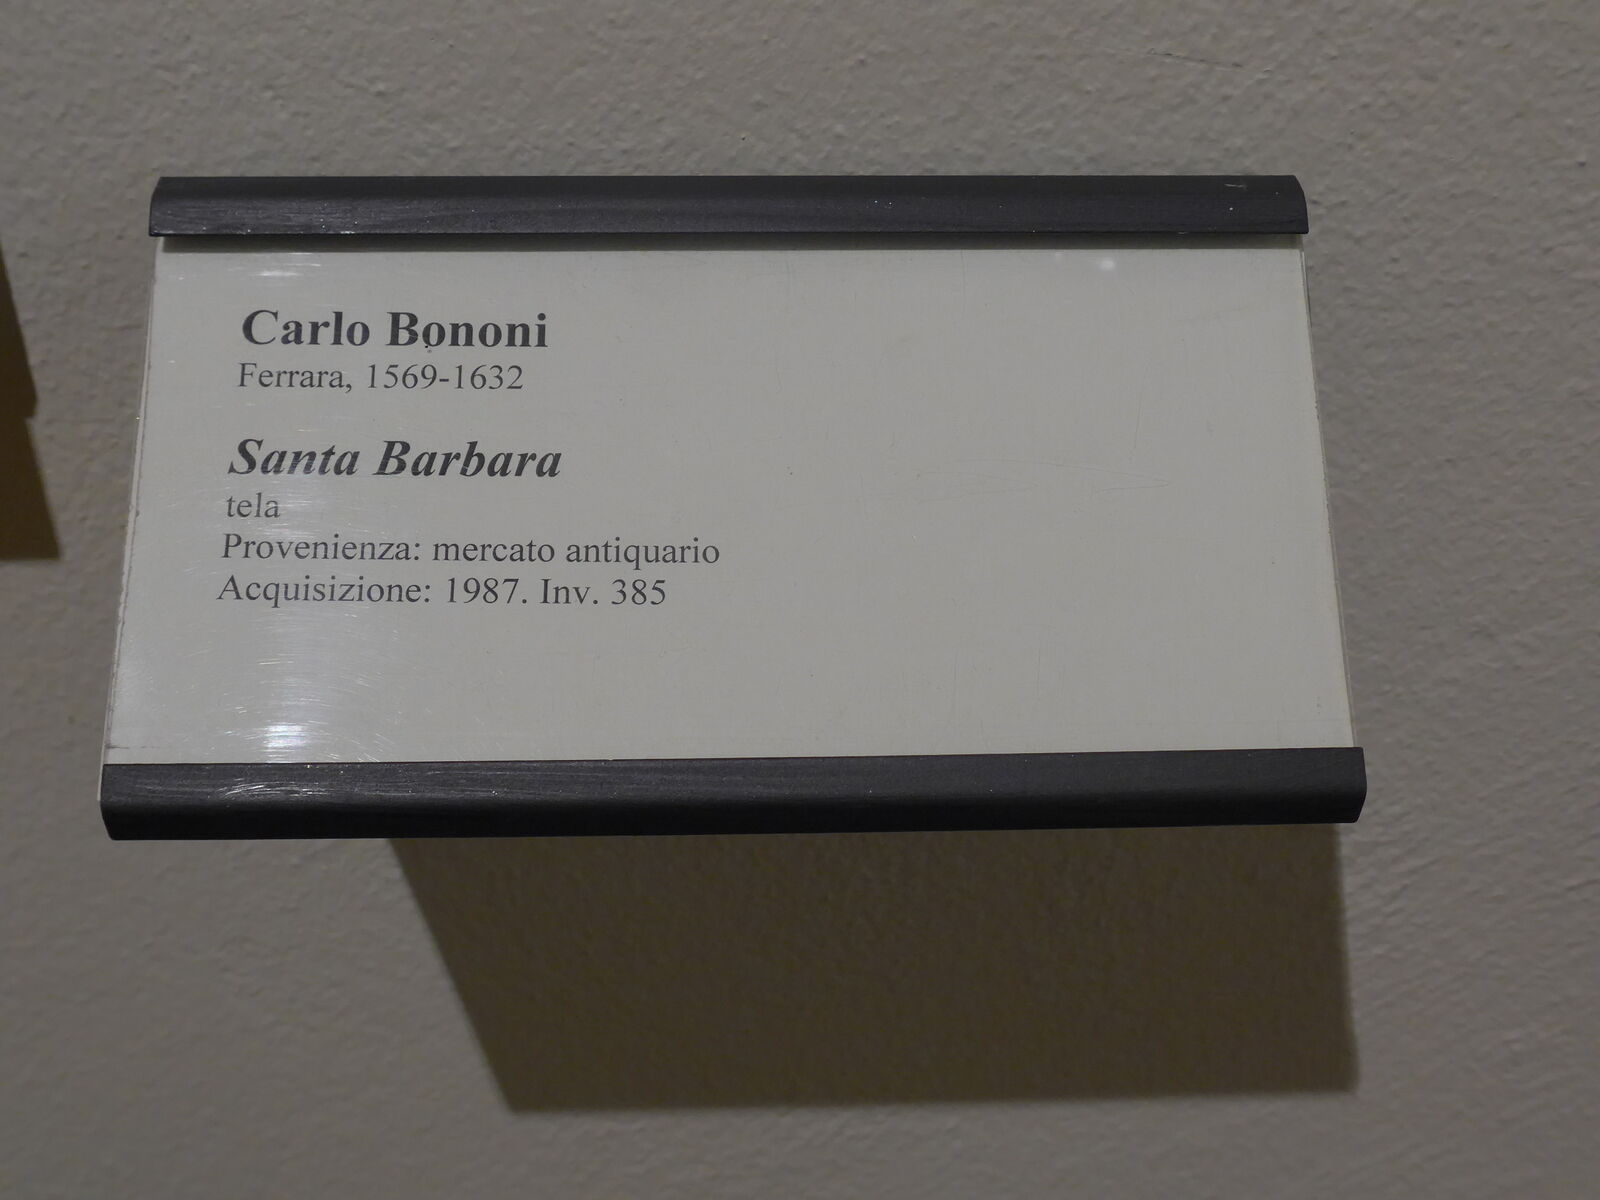 Carlo Bononi
Ferrara, 1569-1632
Santa Barbara
tela
Provenienza: mercato antiquario
Acquisizione: 1987. Inv. 385